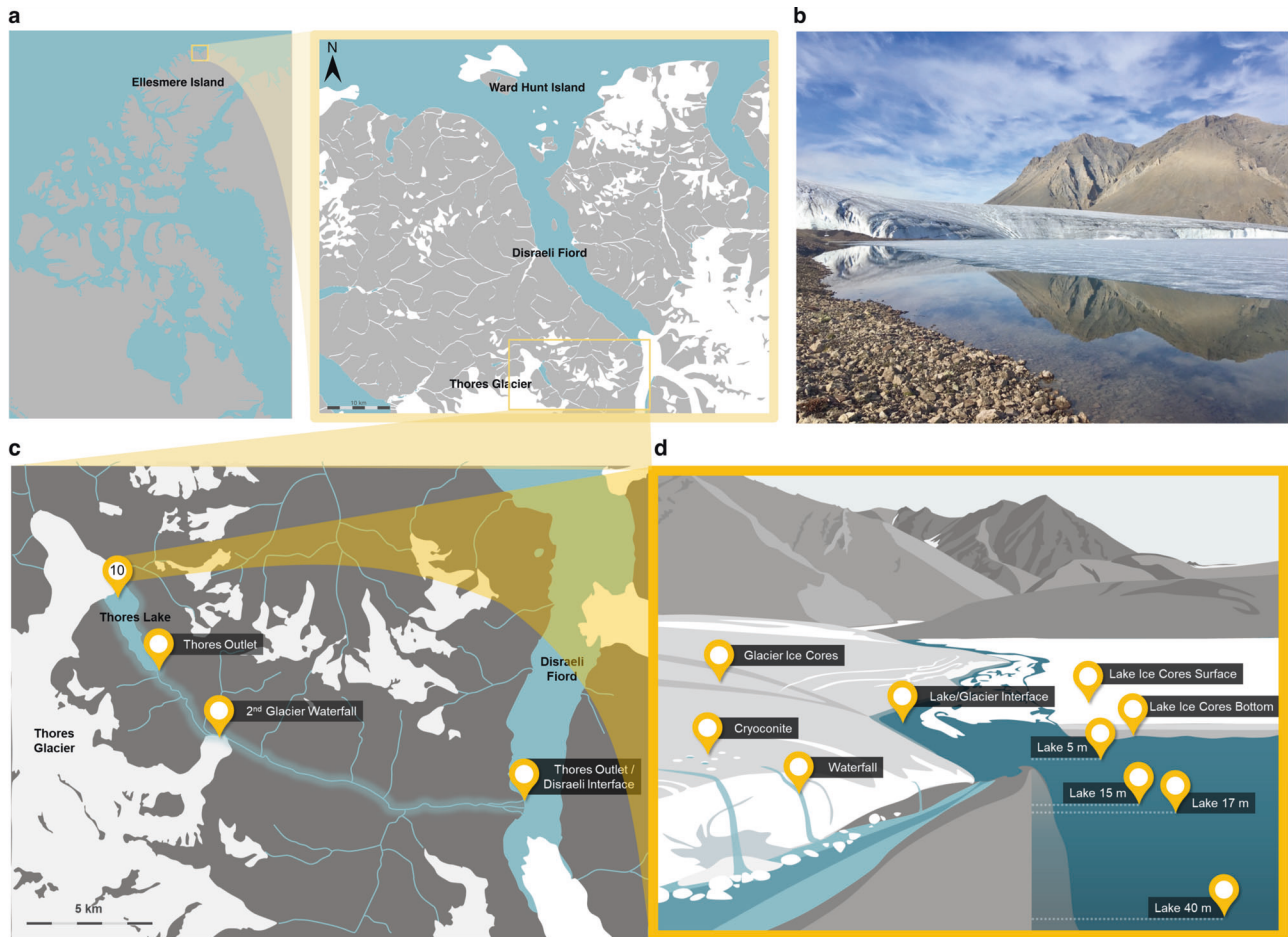 a
Ellesmere Island
N
Ward Hunt Island
Disraeli Fiord
Thores Glacier
10 km
b
c
10
Thores Lake
Thores Outlet
2nd Glacier Waterfall
Thores
Glacier
Disraeli
Fiord
Thores Outlet /
Disraeli Interface
5 km
d
Glacier Ice Cores
Lake/Glacier Interface
Cryoconite
Waterfall
Lake Ice Cores Surface
Lake Ice Cores Bottom
Lake 5 m
Lake 15 m
Lake 17 m
Lake 40 m